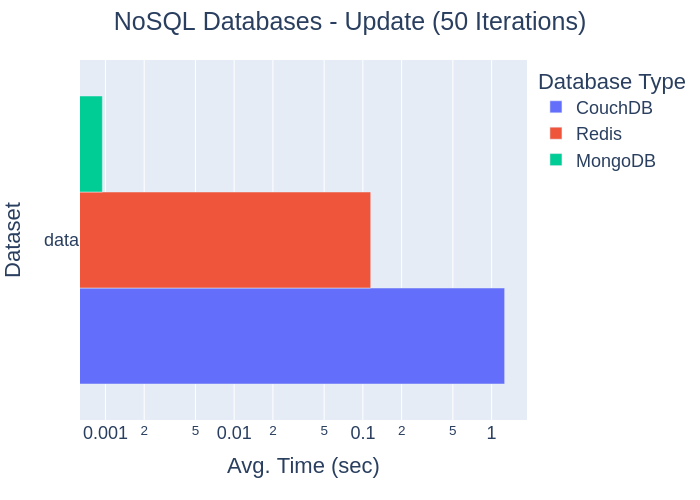 NoSQL Databases - Update (50 Iterations)
Database Type
CouchDB
Redis
MongoDB
Dataset
data
0.001 2 5 0.01 2 5 0.1 2 5 1
Avg. Time (sec)